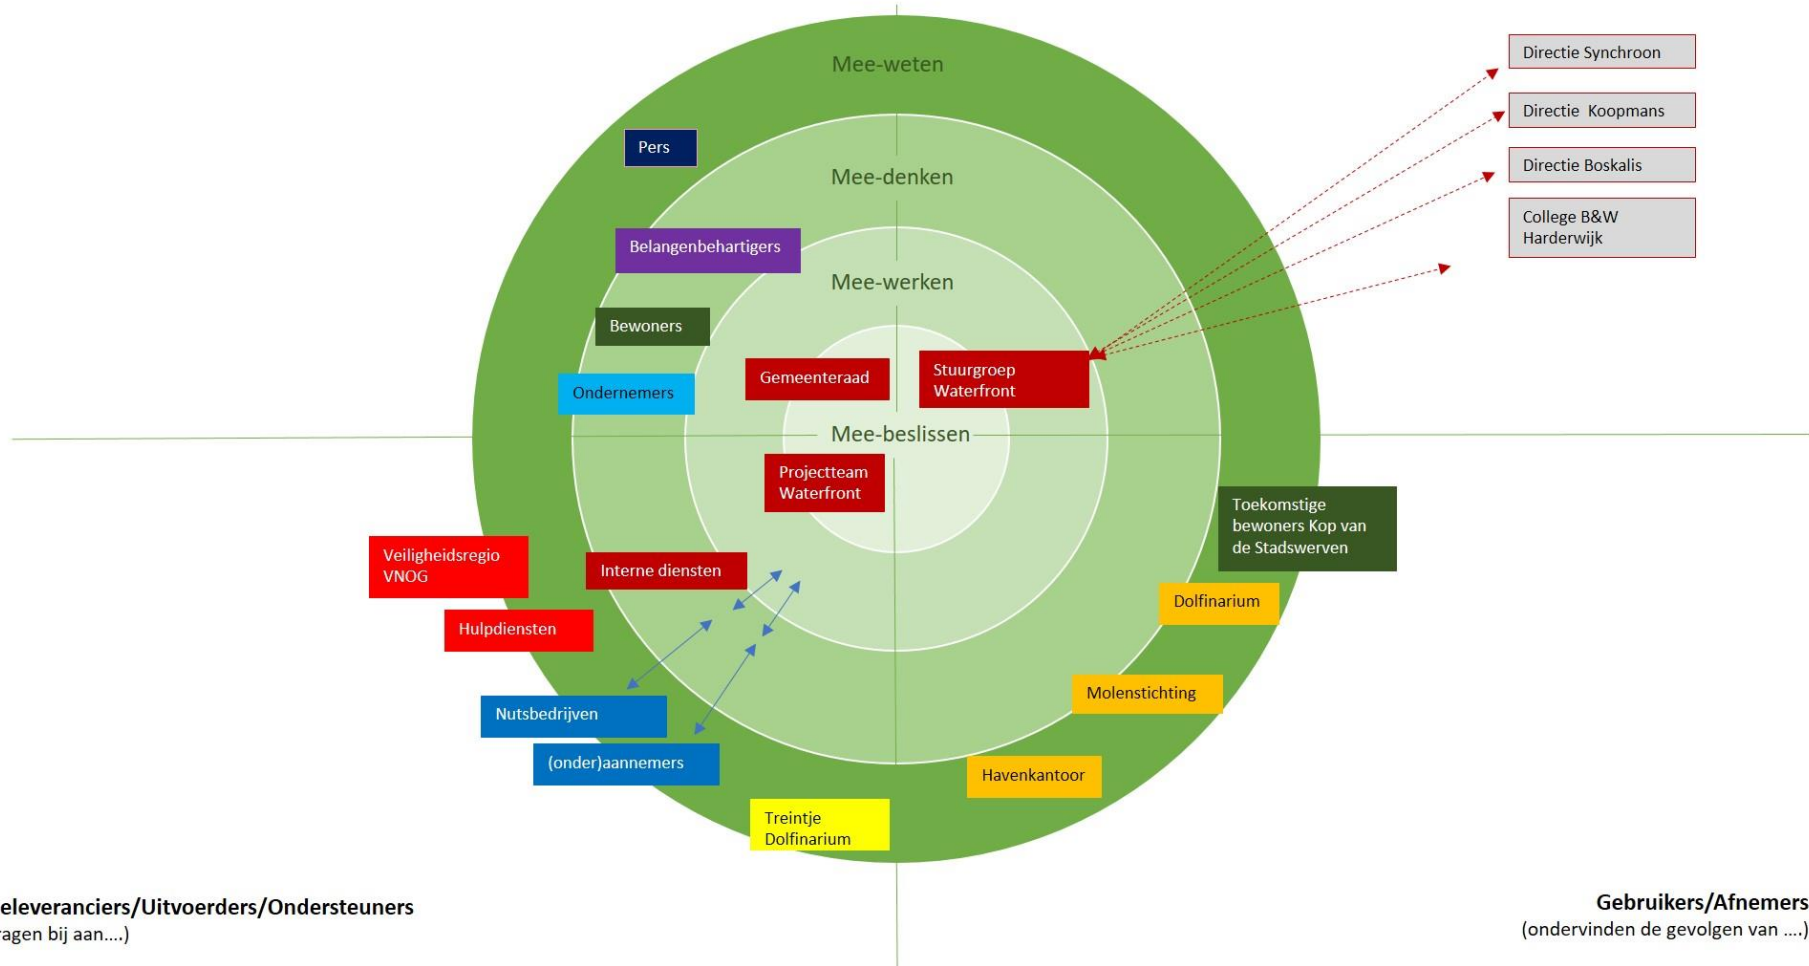 Mee-weten
Directie Synchroon
Directie Koopmans
Pers
Directie Boskalis
Mee-denken
College B&W
Harderwijk
Belangenbehartigers
Mee-werken
Bewoners
Gemeenteraad
Stuurgroep
Waterfront
Ondernemers
Mee-beslissen
Projectteam
Waterfront
Toekomstige
bewoners Kop van
de Stadswerven
Veiligheidsregio
VNOG
Interne diensten
Dolfinarium
Hulpdiensten
Molenstichting
Nutsbedrijven
(onder)aannemers
Havenkantoor
Treintje
Dolfinarium
eleveranciers/Uitvoerders/Ondersteuners
ragen bij aan....)
Gebruikers/Afnemers
(ondervinden de gevolgen van ....)